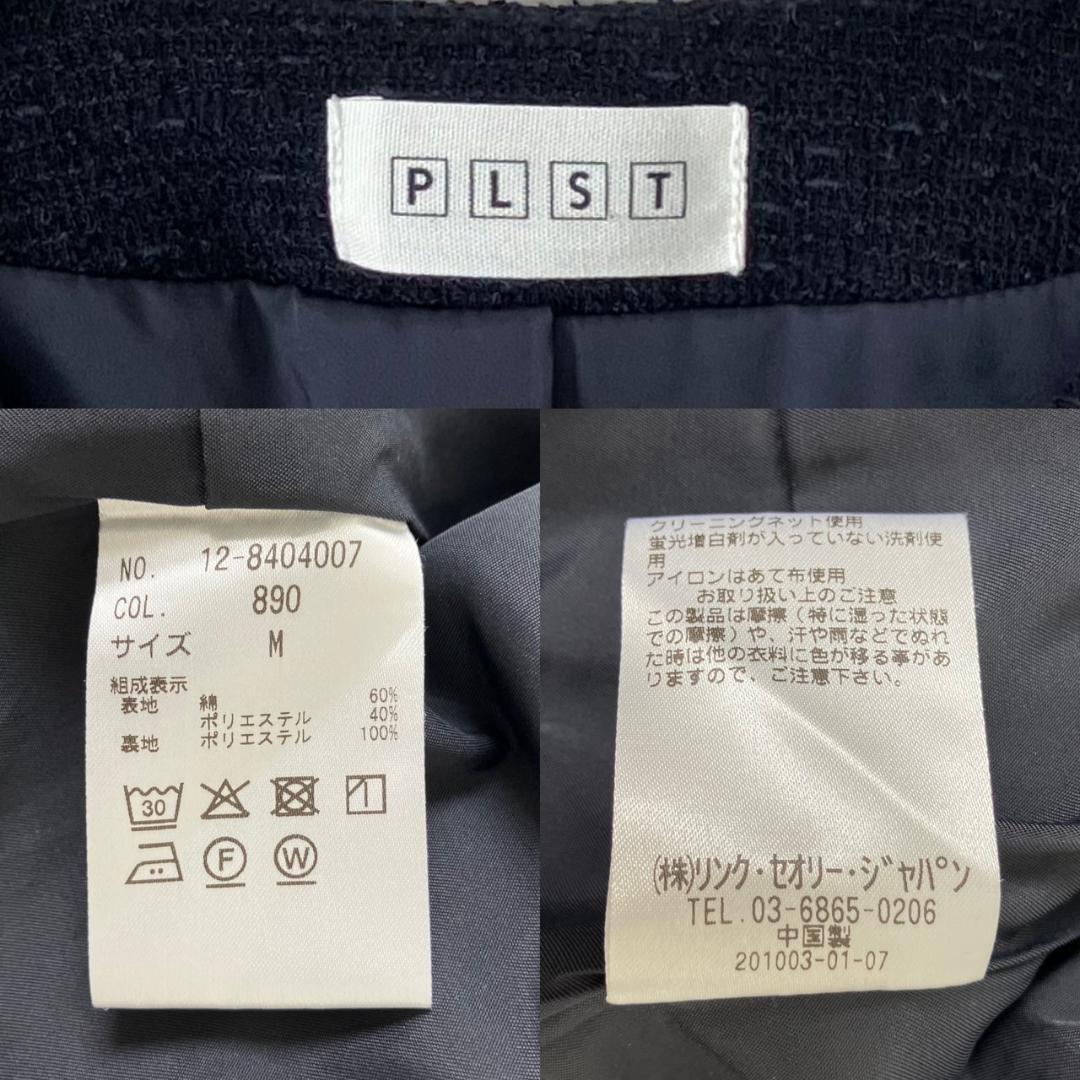 P L S T
NO. 12-8404007
COL. 890
サイズ M
組成表示
表地 綿 60%
ポリエステル 40%
裏地 ポリエステル 100%
30
F W
クリーニングネット使用
蛍光増白剤が入っていない洗剤使
用
アイロンはあて布使用
お取り扱い上のご注意
この製品は摩擦（特に湿った状態
での摩擦）や、汗や雨などでぬれ
た時は他の衣料に色が移る事があ
りますので、ご注意下さい。
(株)リンク・セオリー・ジャパン
TEL.03-6865-0206
中国製
201003-01-07